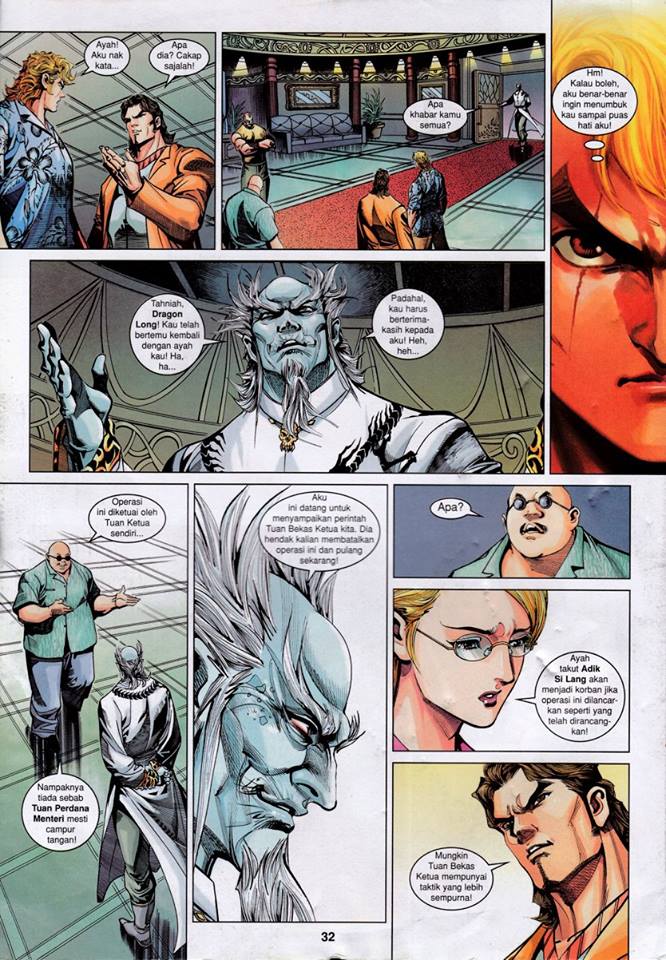 Ayah!
Aku nak
kata...
Apa
dia? Cakap
sajalah!
Apa
khabar kamu
semua?
Hm!
Kalau boleh,
aku benar-benar
ingin menumbuk
kau sampai puas
hati aku!
Tahniah,
Dragon
Long! Kau telah
bertemu kembali
dengan ayah
kau! Ha,
ha...
Padahal,
kau harus
berterima-
kasih kepada
aku! Heh,
heh...
Operasi
ini diketuai oleh
Tuan Ketua
sendiri...
Nampaknya
tiada sebab
Tuan Perdana
Menteri mesti
campur
tangan!
Aku
ini datang untuk
menyampaikan perintah
Tuan Bekas Ketua kita. Dia
hendak kalian membatalkan
operasi ini dan pulang
sekarang!
Apa?
Ayah
takut Adik
Si Lang akan
menjadi korban jika
operasi ini dilancar-
kan seperti yang
telah dirancang-
kan!
Mungkin
Tuan Bekas
Ketua mempunyai
taktik yang lebih
sempurna!
32